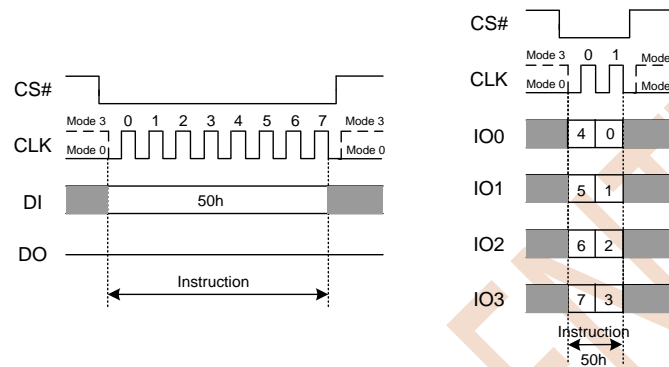 CS#
Mode 3 0 1 2 3 4 5 6 7 Mode 3
CLK Mode 0 Mode 0
DI 50h
DO
Instruction
CS#
Mode 3 0 1 Mode
CLK Mode 0 Mode
IO0 4 0
IO1 5 1
IO2 6 2
IO3 7 3
Instruction
50h